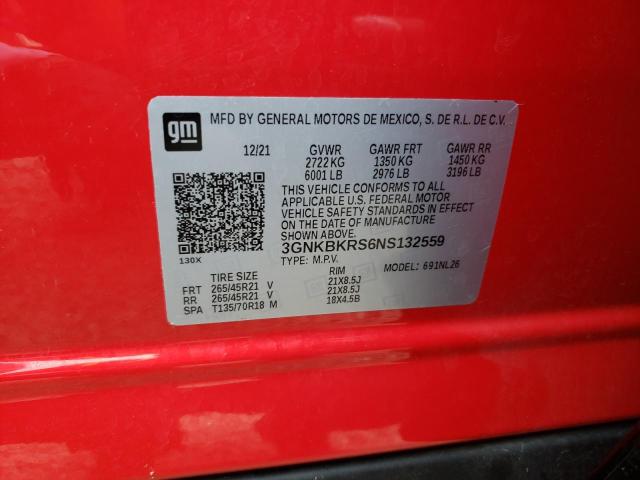 gm
MFD BY GENERAL MOTORS DE MEXICO, S. DE R.L. DE C.V.
12/21 GVWR GAWR FRT GAWR RR
2722 KG 1350 KG 1450 KG
6001 LB 2976 LB 3196 LB
THIS VEHICLE CONFORMS TO ALL
APPLICABLE U.S. FEDERAL MOTOR
VEHICLE SAFETY STANDARDS IN EFFECT
ON THE DATE OF MANUFACTURE
SHOWN ABOVE
130X 3GNKBKRS6NS132559
TYPE: M.P.V. MODEL: 691NL26
TIRE SIZE RIM
FRT 265/45R21 V 21X8.5J
RR 265/45R21 V 21X8.5J
SPA T135/70R18 M 18X4.5B